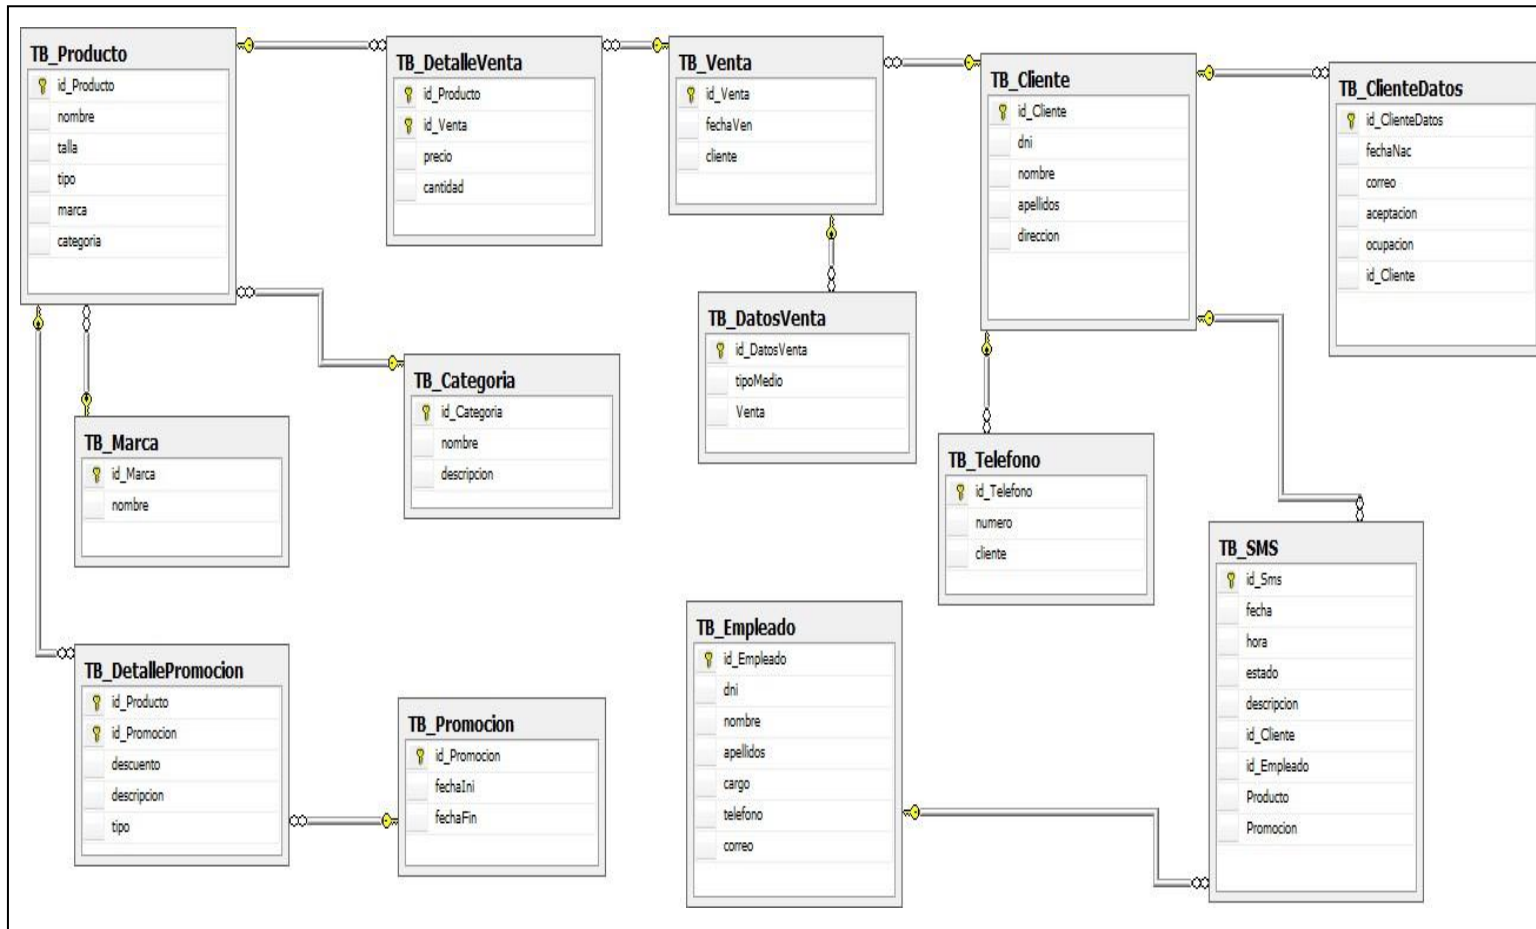 TB_Producto
id_Producto
nombre
talla
tipo
marca
categoria
TB_DetalleVenta
id_Producto
id_Venta
precio
cantidad
TB_Venta
id_Venta
fechaVen
cliente
TB_Cliente
id_Cliente
dni
nombre
apellidos
direccion
TB_ClienteDatos
id_ClienteDatos
fechaNac
correo
aceptacion
ocupacion
id_Cliente
TB_DatosVenta
id_DatosVenta
tipoMedio
Venta
TB_Categoria
id_Categoria
nombre
descripcion
TB_Marca
id_Marca
nombre
TB_Telefono
id_Telefono
numero
cliente
TB_SMS
id_Sms
fecha
hora
estado
descripcion
id_Cliente
id_Empleado
Producto
Promocion
TB_Empleado
id_Empleado
dni
nombre
apellidos
cargo
telefono
correo
TB_DetallePromocion
id_Producto
id_Promocion
descuento
descripcion
tipo
TB_Promocion
id_Promocion
fechaIni
fechaFin